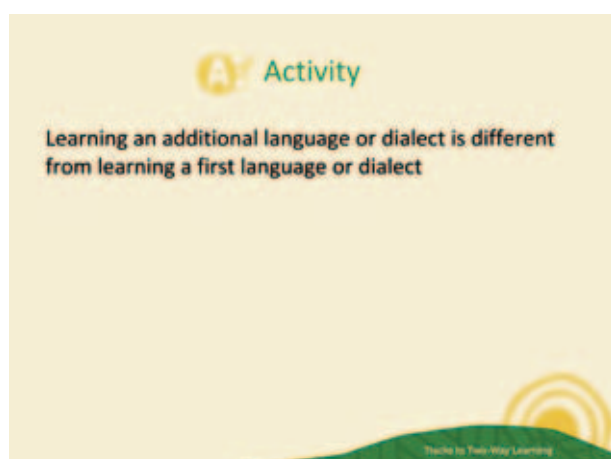 A Activity
Learning an additional language or dialect is different
from learning a first language or dialect
Tracks to Two-Way Learning